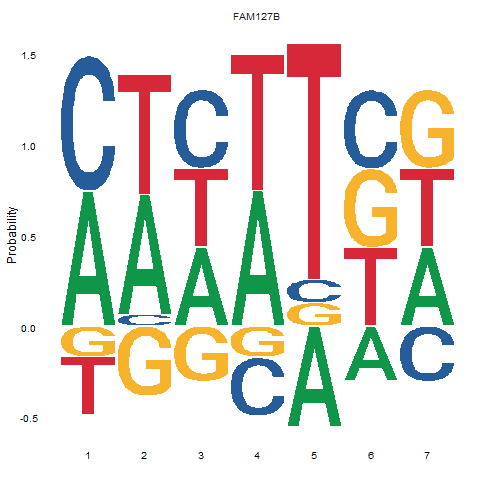 FAM127B
Probability
1.5
1.0
0.5
0.0
-0.5
C T C T T C G
A A T A C G T
G C A G G T A
T G G C A A C
1 2 3 4 5 6 7